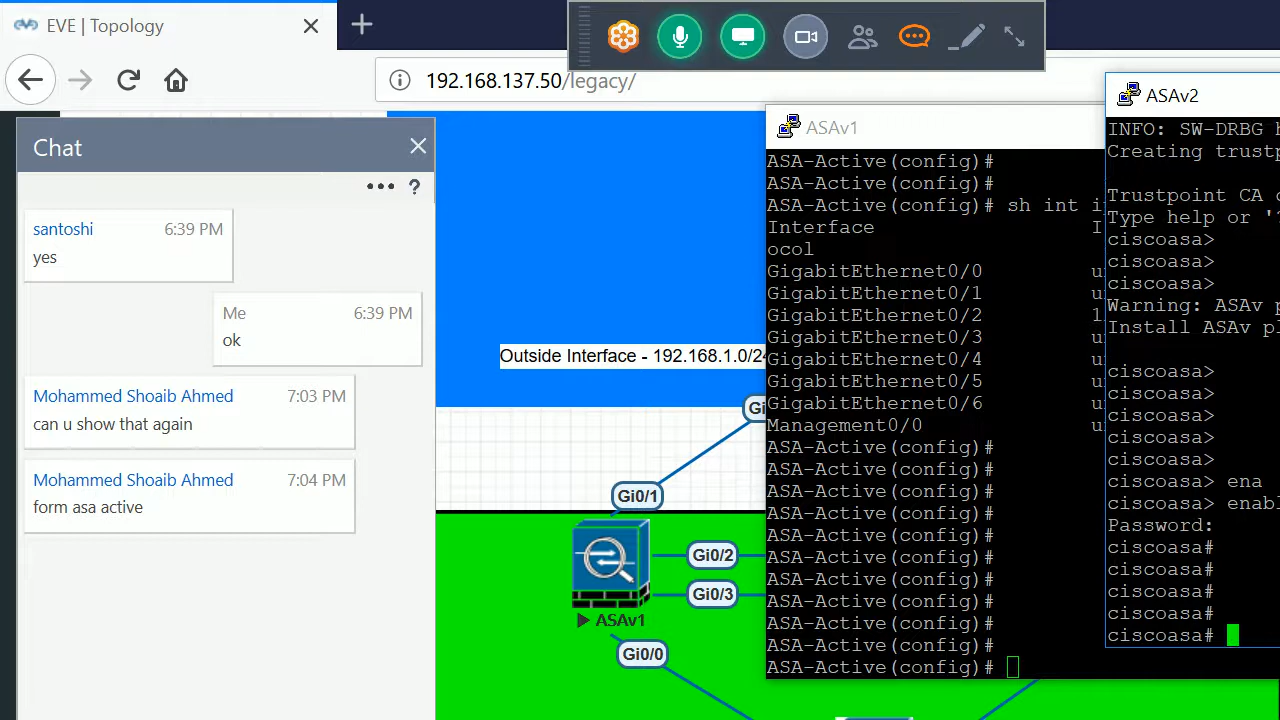 EVE | Topology
192.168.137.50/legacy/
Chat
santoshi 6:39 PM
yes
Me 6:39 PM
ok
Mohammed Shoaib Ahmed 7:03 PM
can u show that again
Mohammed Shoaib Ahmed 7:04 PM
form asa active
Outside Interface - 192.168.1.0/24
Gi0/1
Gi0/2
Gi0/3
ASAv1
Gi0/0
ASAv1
ASA-Active(config)#
ASA-Active(config)#
ASA-Active(config)# sh int
Interface
ocol
GigabitEthernet0/0
GigabitEthernet0/1
GigabitEthernet0/2
GigabitEthernet0/3
GigabitEthernet0/4
GigabitEthernet0/5
GigabitEthernet0/6
Management0/0
ASA-Active(config)#
ASA-Active(config)#
ASA-Active(config)#
ASA-Active(config)#
ASA-Active(config)#
ASA-Active(config)#
ASA-Active(config)#
ASA-Active(config)#
ASA-Active(config)#
ASA-Active(config)#
ASA-Active(config)#
ASAv2
INFO: SW-DRBG
Creating trustp
Trustpoint CA
Type help or '?
ciscoasa>
ciscoasa>
ciscoasa>
Warning: ASAv
Install ASAv
ciscoasa>
ciscoasa>
ciscoasa>
ciscoasa>
ciscoasa>
ciscoasa> ena
ciscoasa> enab
Password:
ciscoasa#
ciscoasa#
ciscoasa#
ciscoasa#
ciscoasa#